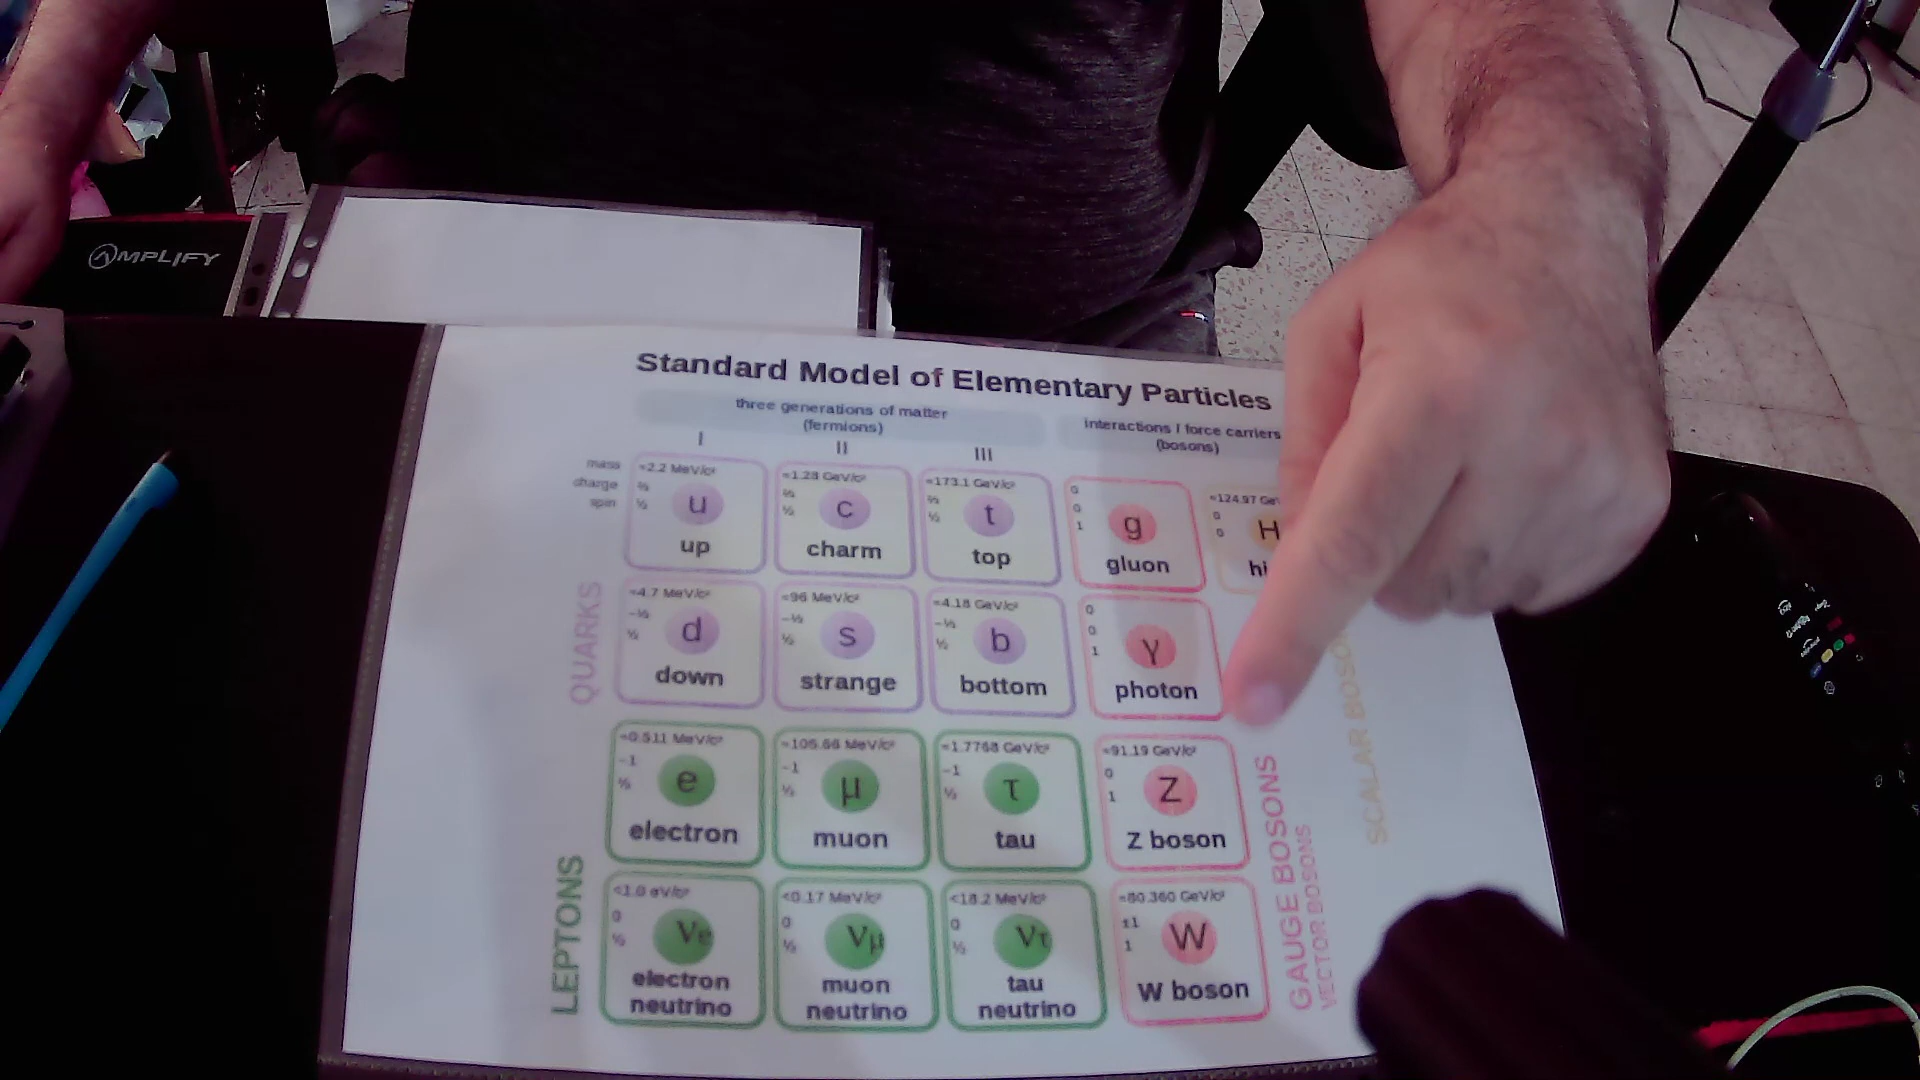 AMPLIFY
Standard Model of Elementary Particles
three generations of matter
(fermions)
interactions / force carriers
(bosons)
I
II
III
mass
charge
spin
≈2.2 MeV/c²
⅔
½
u
up
≈1.28 GeV/c²
⅔
½
c
charm
≈173.1 GeV/c²
⅔
½
t
top
0
0
1
g
gluon
≈124.97 GeV
0
0
H
QUARKS
≈4.7 MeV/c²
-⅓
½
d
down
≈96 MeV/c²
-⅓
½
s
strange
≈4.18 GeV/c²
-⅓
½
b
bottom
0
0
1
γ
photon
≈0.511 MeV/c²
-1
½
e
electron
≈105.66 MeV/c²
-1
½
μ
muon
≈1.7768 GeV/c²
-1
½
τ
tau
≈91.19 GeV/c²
0
1
Z
Z boson
LEPTONS
<1.0 eV/c²
0
½
νe
electron
neutrino
<0.17 MeV/c²
0
½
νμ
muon
neutrino
<18.2 MeV/c²
0
½
ντ
tau
neutrino
≈80.360 GeV/c²
±1
1
W
W boson
GAUGE BOSONS
VECTOR BOSONS
SCALAR BOSO